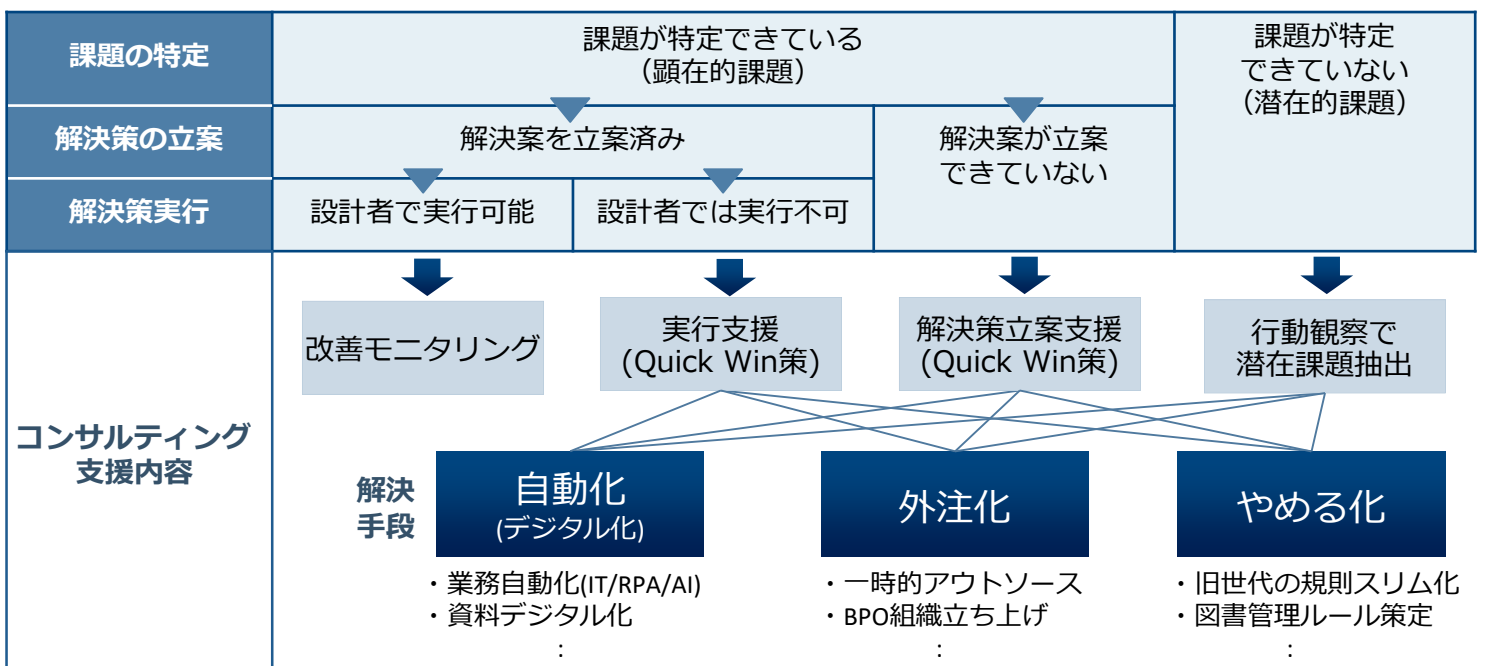 課題の特定
課題が特定できている
（顕在的課題）
課題が特定
できていない
（潜在的課題）
解決策の立案
解決案を立案済み
解決案が立案
できていない
解決策実行
設計者で実行可能
設計者では実行不可
コンサルティング
支援内容
改善モニタリング
実行支援
(Quick Win策)
解決策立案支援
(Quick Win策)
行動観察で
潜在課題抽出
解決
手段
自動化
(デジタル化)
外注化
やめる化
・業務自動化(IT/RPA/AI)
・資料デジタル化
：
・一時的アウトソース
・BPO組織立ち上げ
：
・旧世代の規則スリム化
・図書管理ルール策定
：